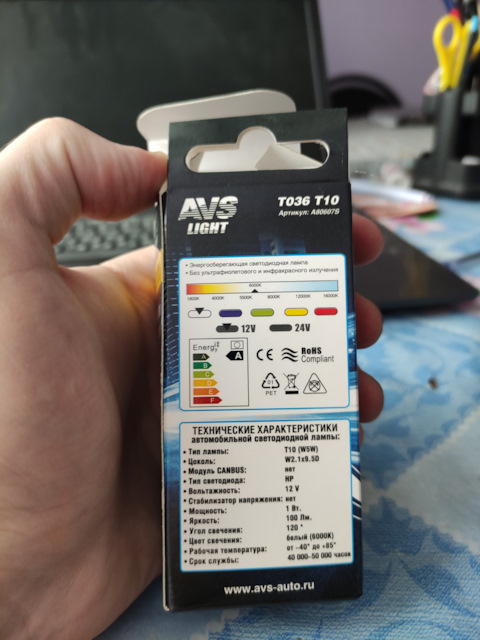 AVS
LIGHT
T036 T10
Артикул: A80607S
• Энергосберегающая светодиодная лампа
• Без ультрафиолетового и инфракрасного излучения
6000K
1800K 4000K 5500K 8000K 12000K 16000K
12V 24V
Energy
A
B
C
D
E
F
A
CE
RoHS
Compliant
01
PET
ТЕХНИЧЕСКИЕ ХАРАКТЕРИСТИКИ
автомобильной светодиодной лампы:
• Тип лампы: T10 (W5W)
• Цоколь: W2.1x9.5D
• Модуль CANBUS: нет
• Тип светодиода: HP
• Вольтажность: 12 V
• Стабилизатор напряжения: нет
• Мощность: 1 Вт.
• Яркость: 100 Лм.
• Угол свечения: 120 °
• Цвет свечения: белый (6000K)
• Рабочая температура: от -40° до +85°
• Срок службы: 40 000-50 000 часов
www.avs-auto.ru